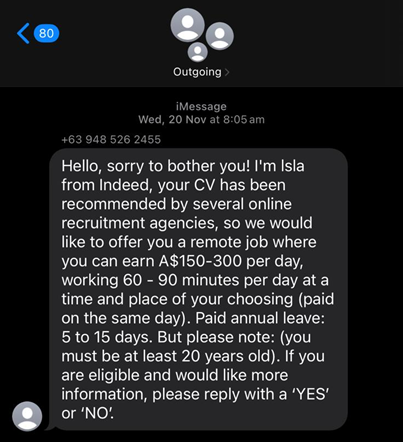 80
Outgoing
iMessage
Wed, 20 Nov at 8:05 am
+63 948 526 2455
Hello, sorry to bother you! I'm Isla
from Indeed, your CV has been
recommended by several online
recruitment agencies, so we would
like to offer you a remote job where
you can earn A$150-300 per day,
working 60 - 90 minutes per day at a
time and place of your choosing (paid
on the same day). Paid annual leave:
5 to 15 days. But please note: (you
must be at least 20 years old). If you
are eligible and would like more
information, please reply with a ‘YES’
or ‘NO’.